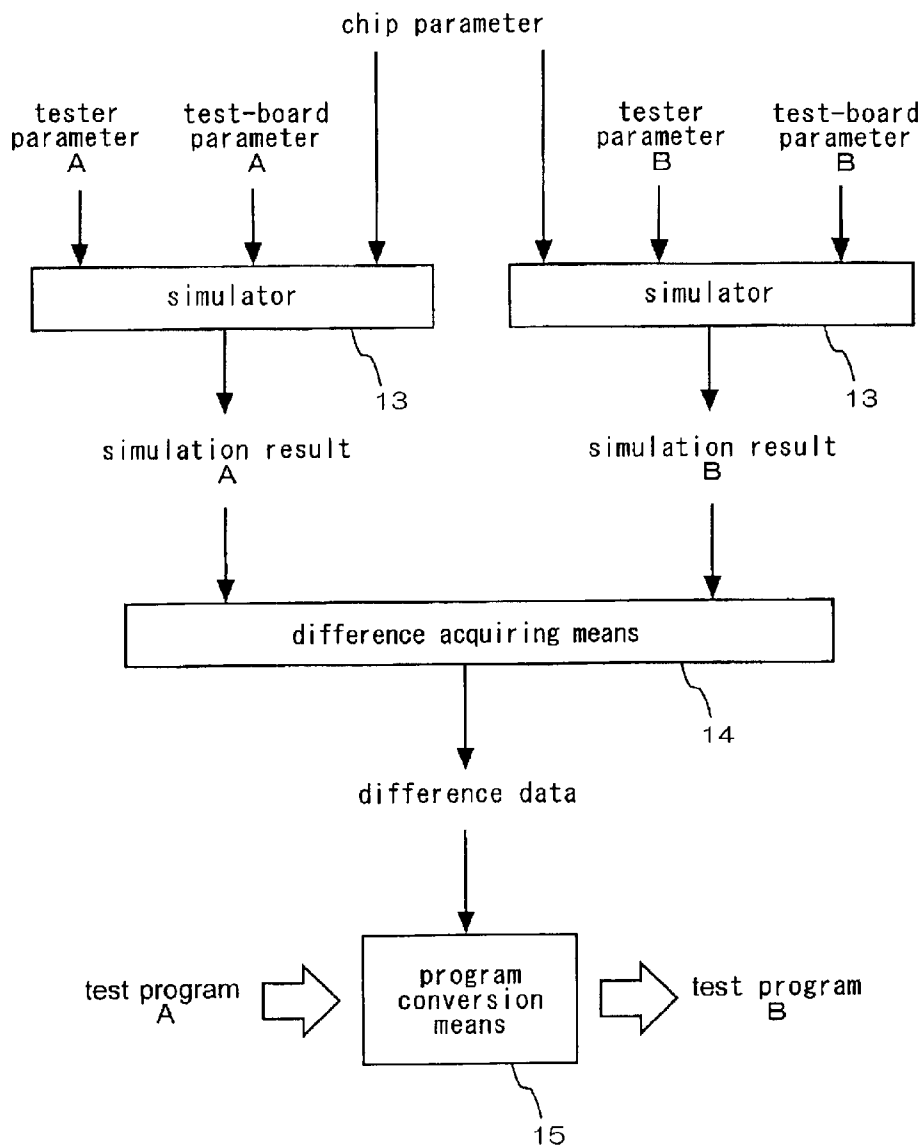 chip parameter
tester
parameter
A
test-board
parameter
A
tester
parameter
B
test-board
parameter
B
simulator
simulator
13
13
simulation result
A
simulation result
B
difference acquiring means
14
difference data
test program
A
program
conversion
means
test program
B
15